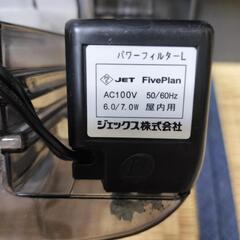 パワーフィルターL
JET FivePlan
AC100V 50/60Hz
6.0/7.0W 屋内用
ジェックス株式会社